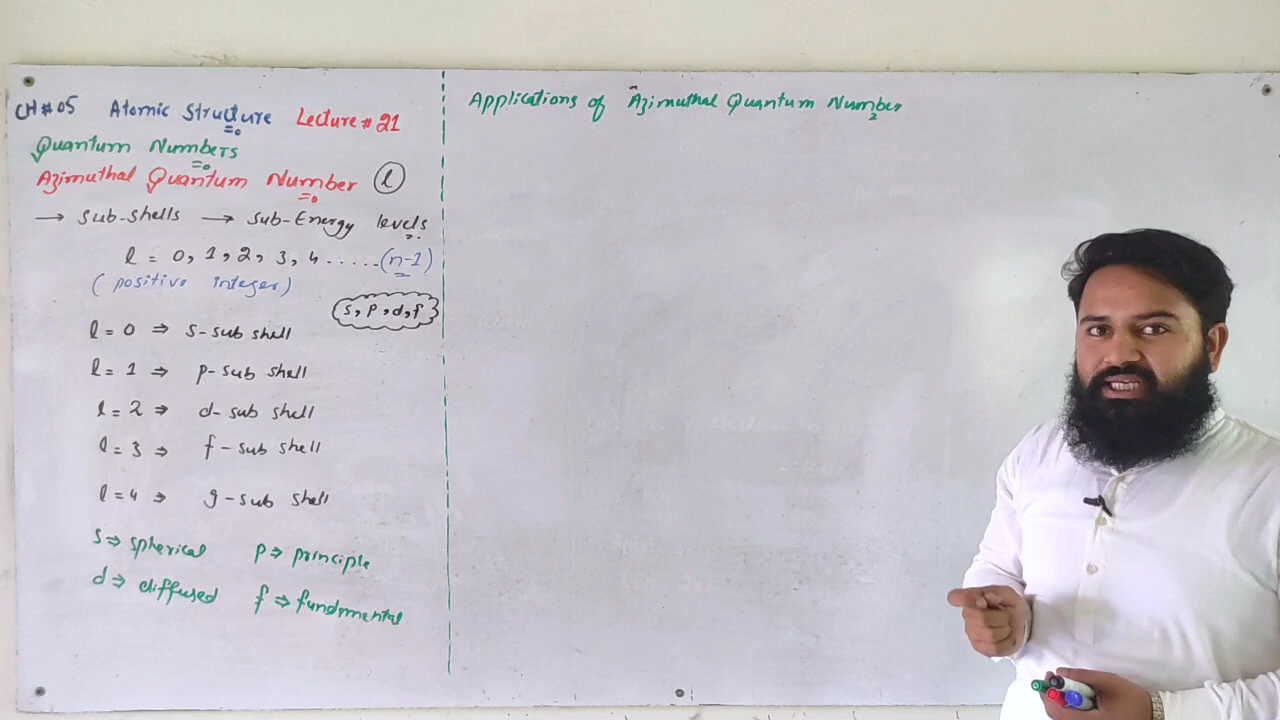 CH # 05 Atomic Structure Lecture # 21
Quantum Numbers
Azimuthal Quantum Number (l)
→ sub-shells → sub-Energy levels
l = 0, 1, 2, 3, 4 ..... (n-1)
(positive integer)
s, p, d, f
l = 0 ⇒ s-sub shell
l = 1 ⇒ p-sub shell
l = 2 ⇒ d-sub shell
l = 3 ⇒ f-sub shell
l = 4 ⇒ g-sub shell
s ⇒ spherical p ⇒ principle
d ⇒ diffused f ⇒ fundmental
Applications of Azimuthal Quantum Number